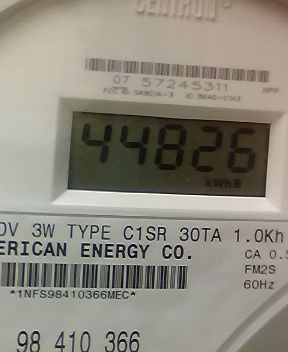 CENTRON®
07 57245311
44826
kWh
0V 3W TYPE C1SR 30TA 1.0Kh
ERICAN ENERGY CO.
CA 0.5
FM2S
*1NFS98410366MEC*
60Hz
98 410 366